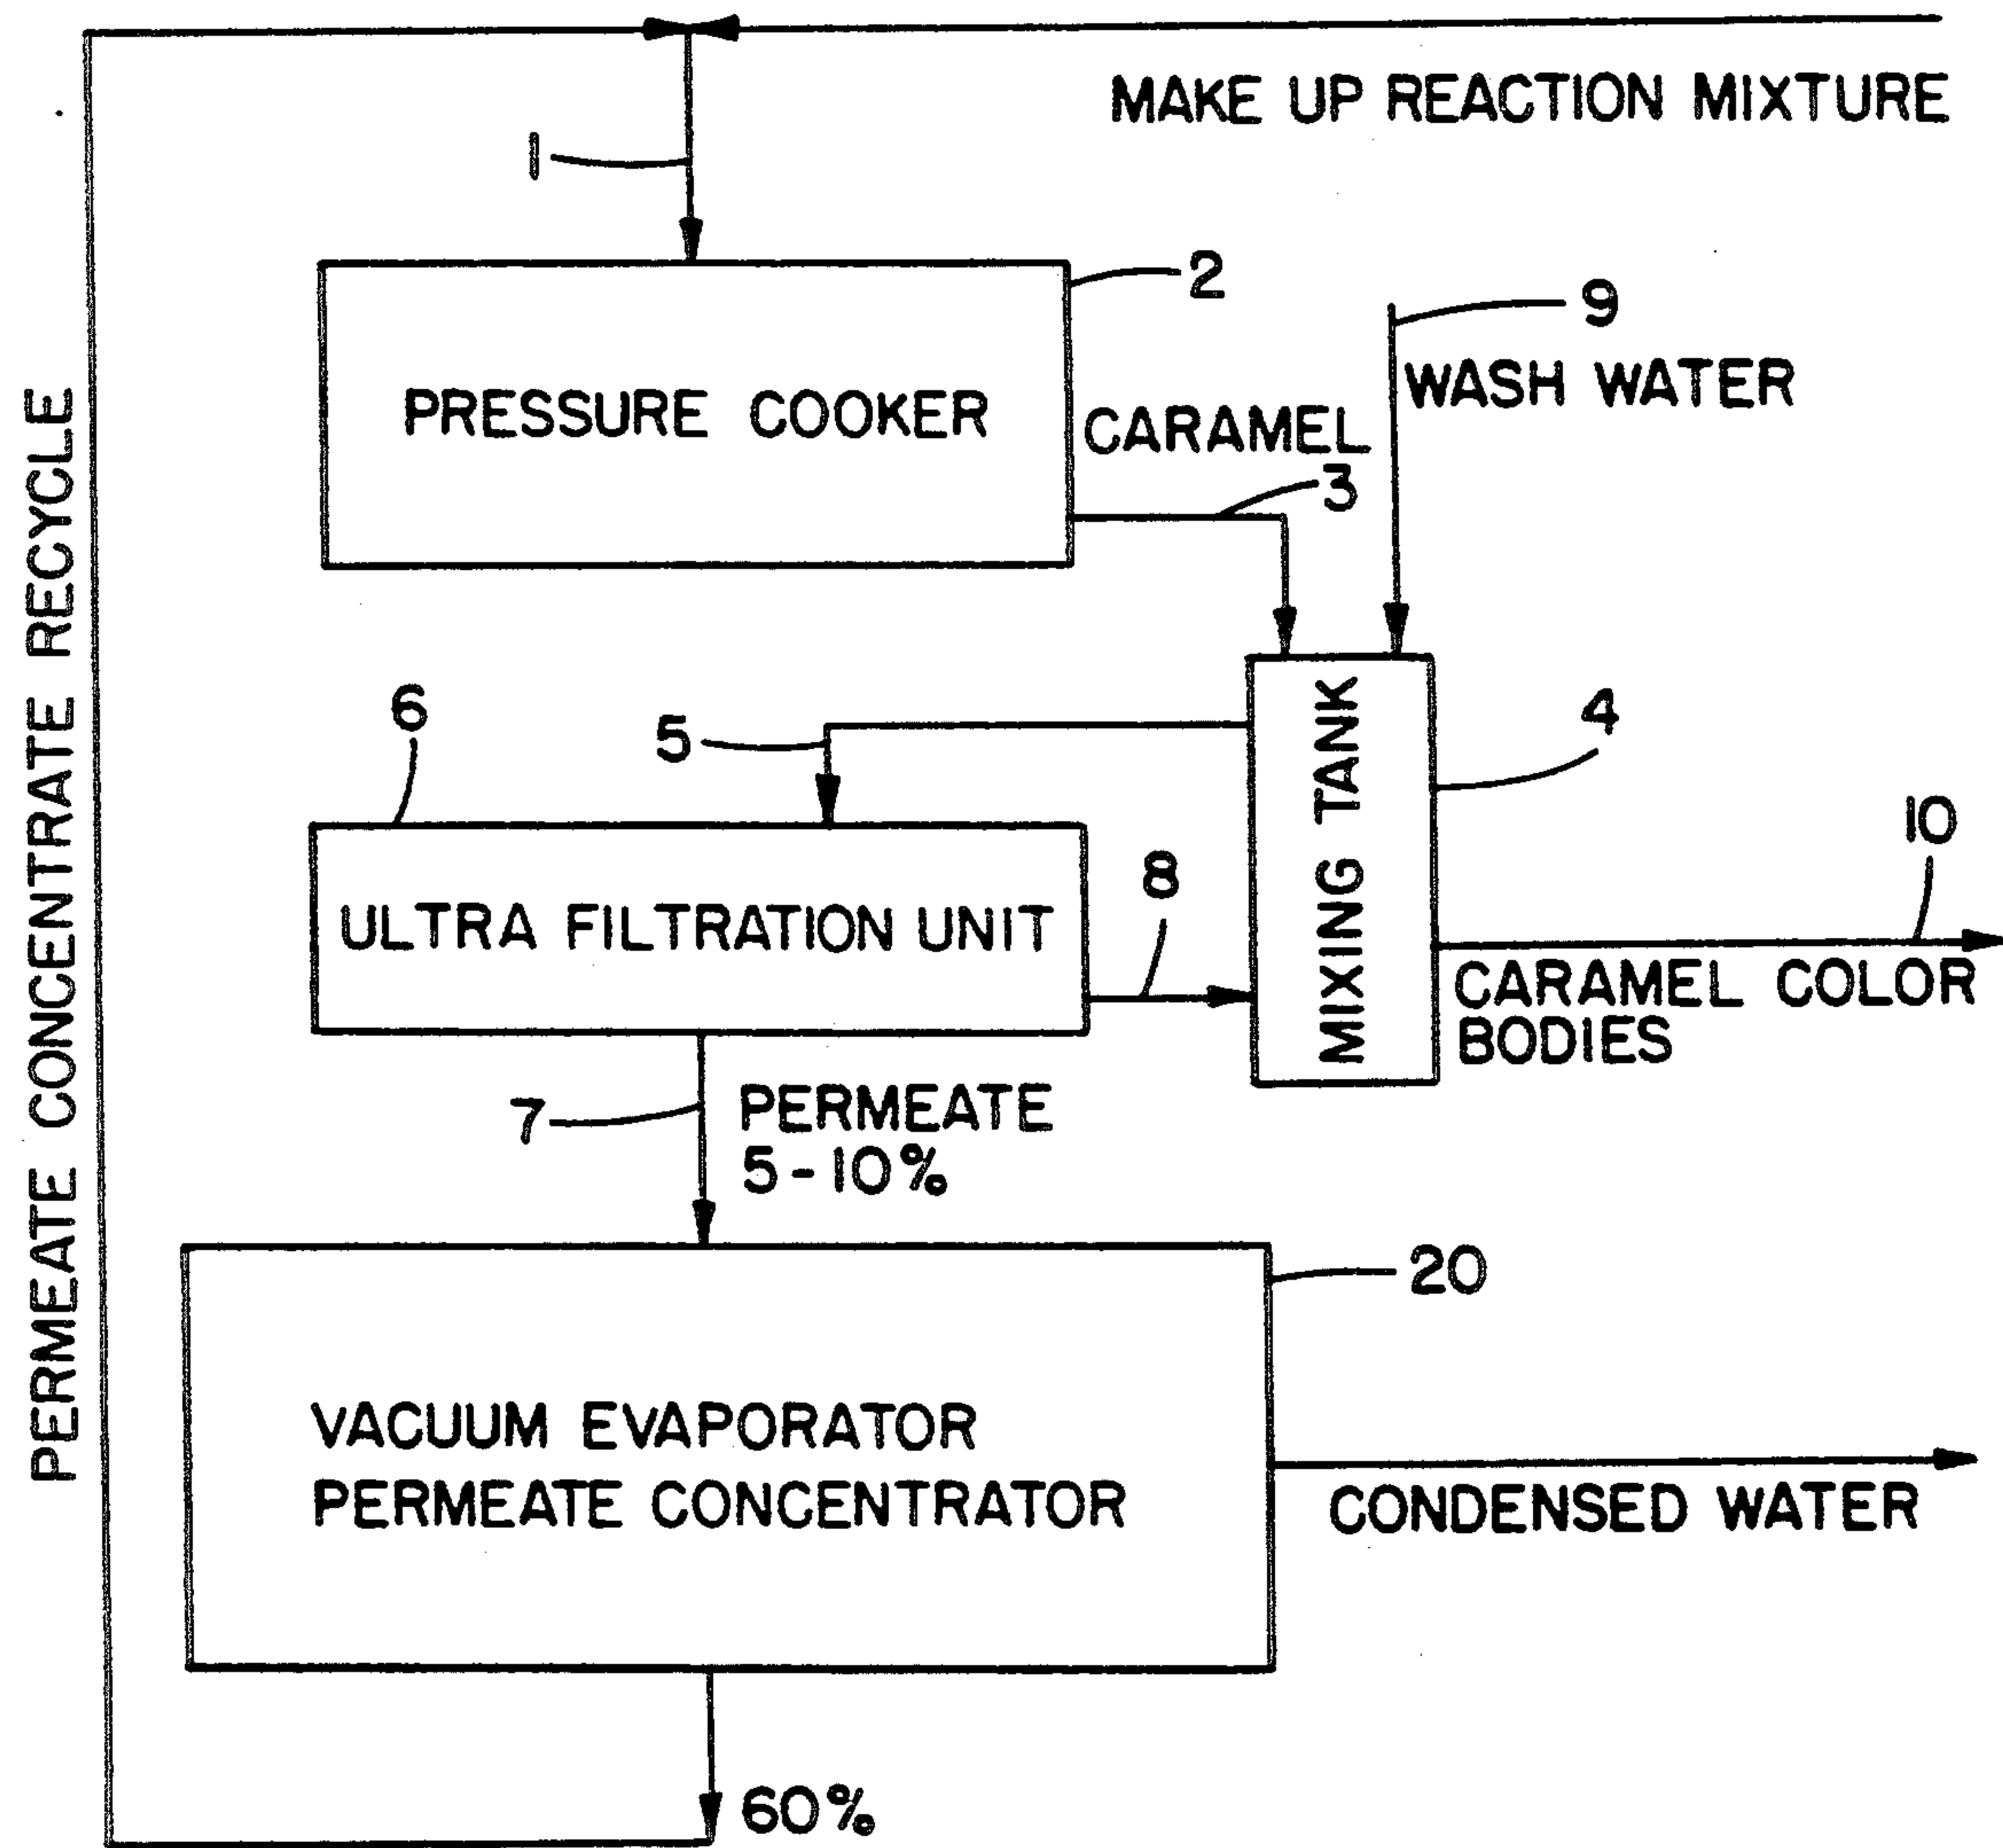 MAKE UP REACTION MIXTURE
1
2
9
WASH WATER
PRESSURE COOKER
CARAMEL
3
PERMEATE CONCENTRATE RECYCLE
6
5
4
MIXING TANK
10
ULTRA FILTRATION UNIT
8
CARAMEL COLOR
BODIES
7
PERMEATE
5-10%
20
VACUUM EVAPORATOR
PERMEATE CONCENTRATOR
CONDENSED WATER
60%